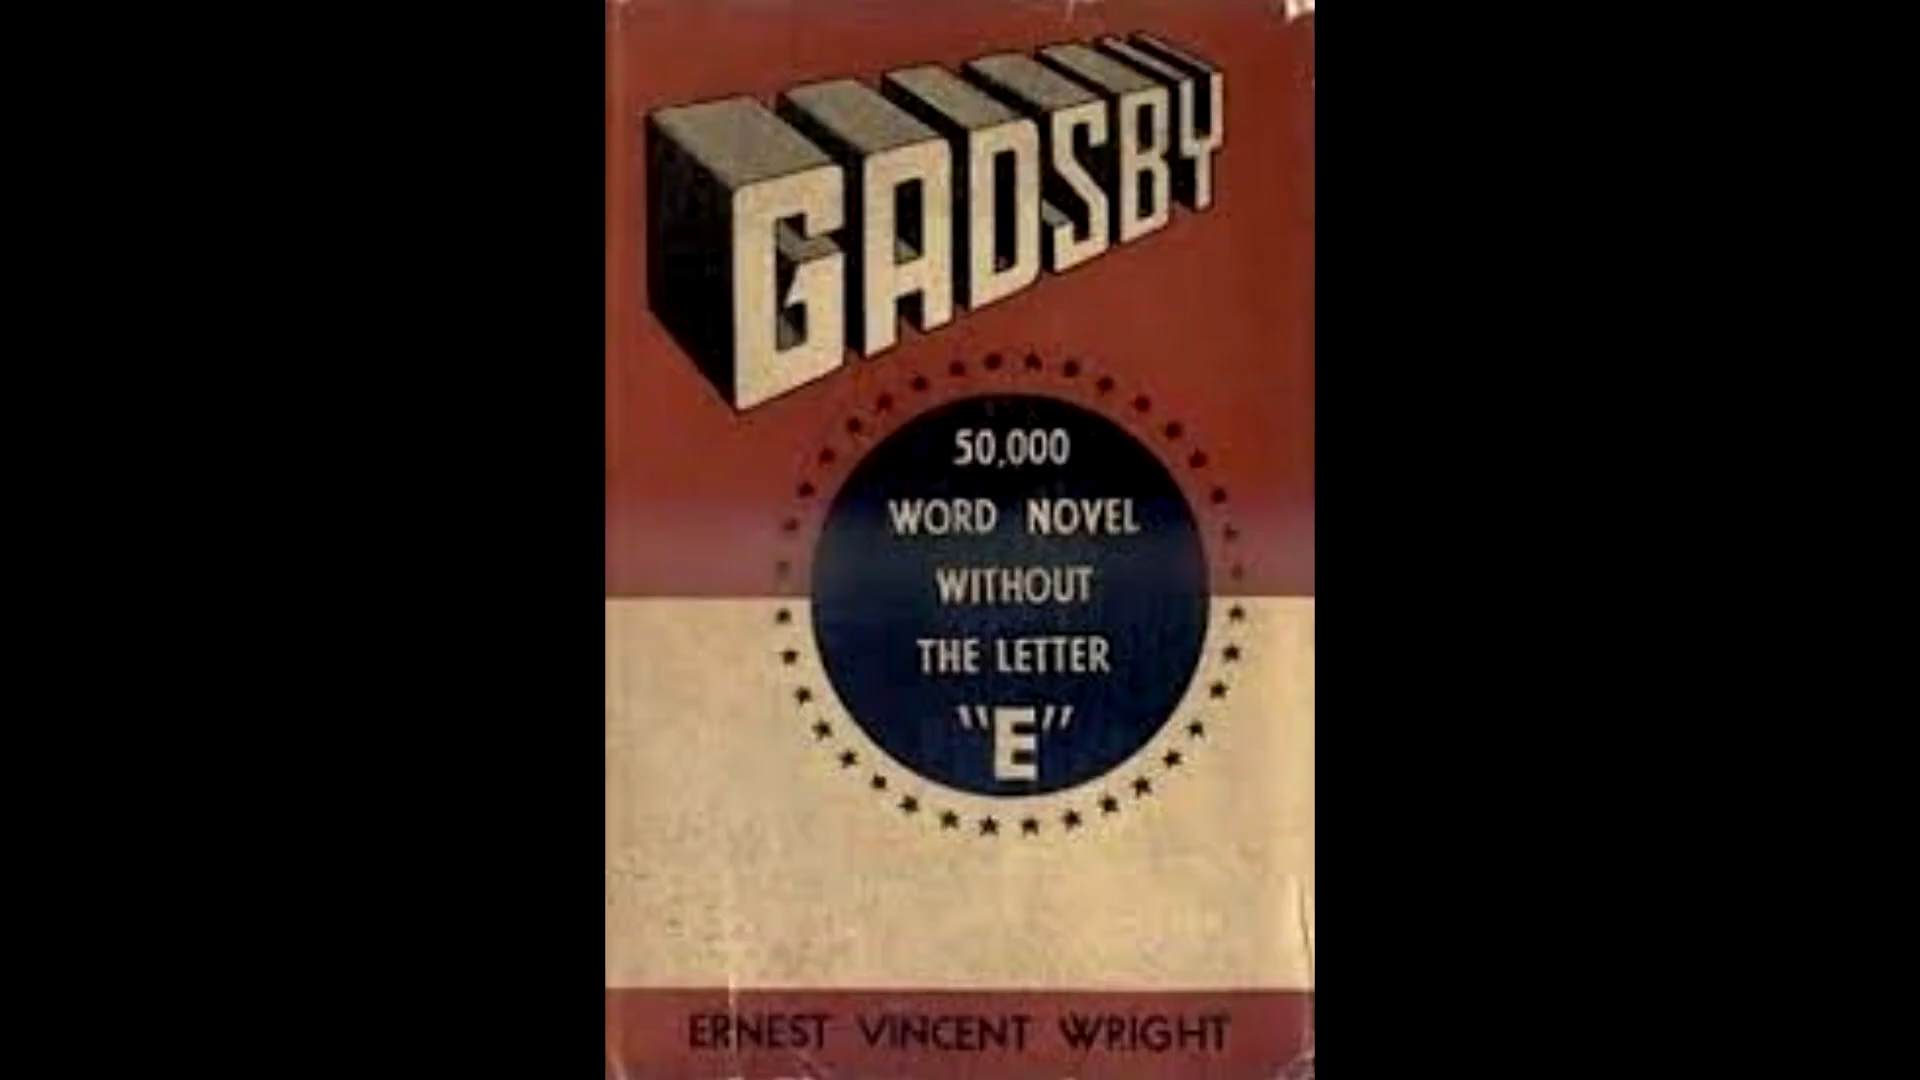 GADSBY
50,000
WORD NOVEL
WITHOUT
THE LETTER
"E"
ERNEST VINCENT WRIGHT